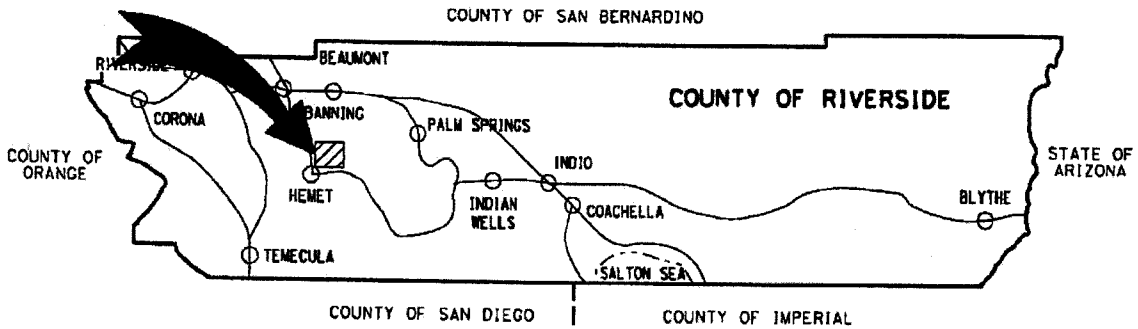 COUNTY OF SAN BERNARDINO
BEAUMONT
RIVERSIDE
BANNING
COUNTY OF RIVERSIDE
CORONA
PALM SPRINGS
COUNTY OF
ORANGE
STATE OF
ARIZONA
INDIO
HEMET
BLYTHE
INDIAN
WELLS
COACHELLA
TEMECULA
SALTON SEA
COUNTY OF SAN DIEGO
COUNTY OF IMPERIAL